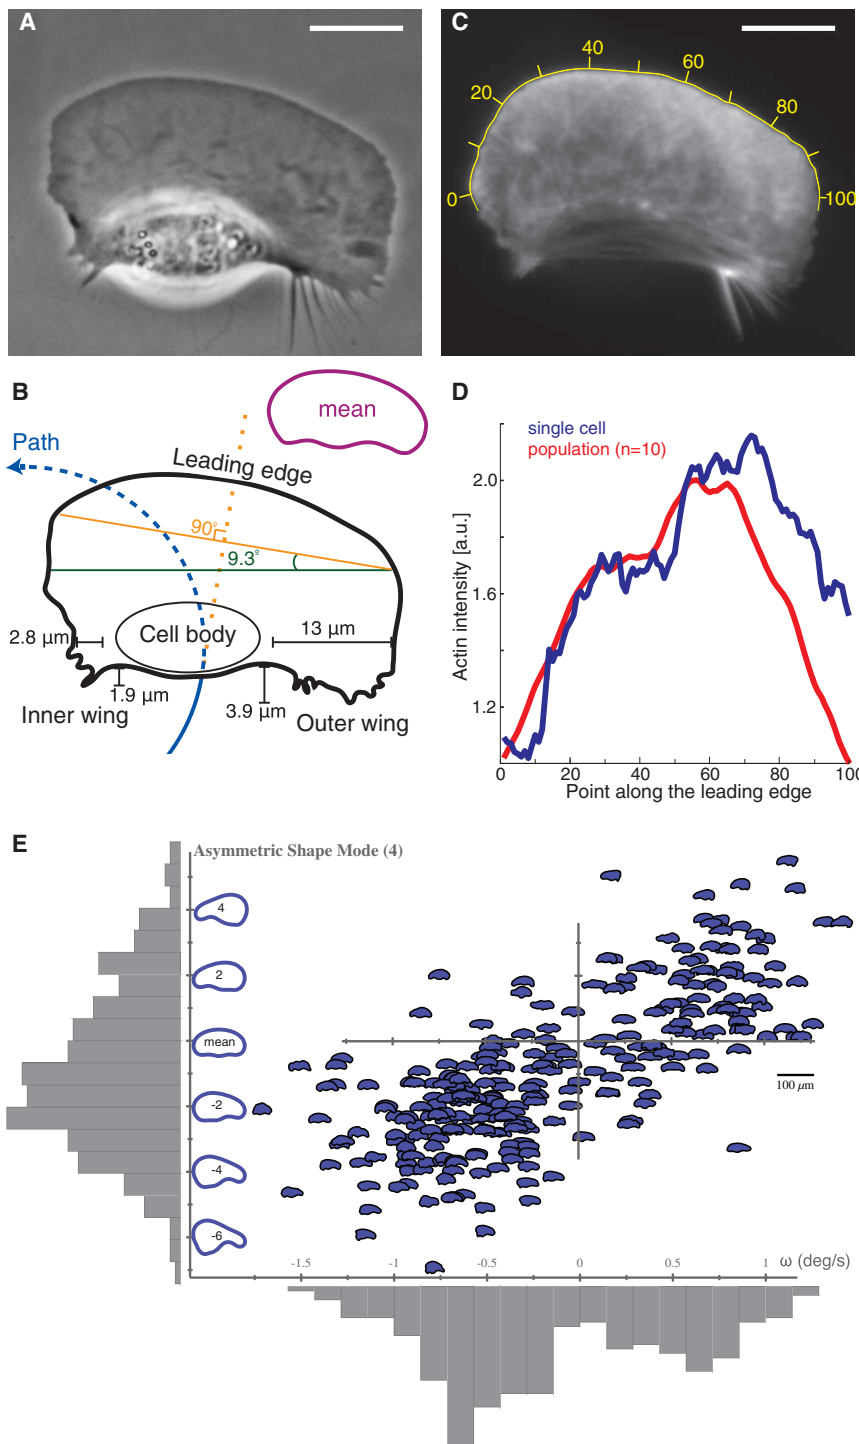 A
C
0
20
40
60
80
100
B
mean
Path
Leading edge
90º
9.3º
2.8 µm
Cell body
13 µm
1.9 µm
3.9 µm
Inner wing
Outer wing
D
single cell
population (n=10)
2.0
1.6
1.2
Actin intensity [a.u.]
0
20
40
60
80
100
Point along the leading edge
E
Asymmetric Shape Mode (4)
4
2
mean
-2
-4
-6
100 µm
-1.5
-1
-0.5
0
0.5
1
ω (deg/s)